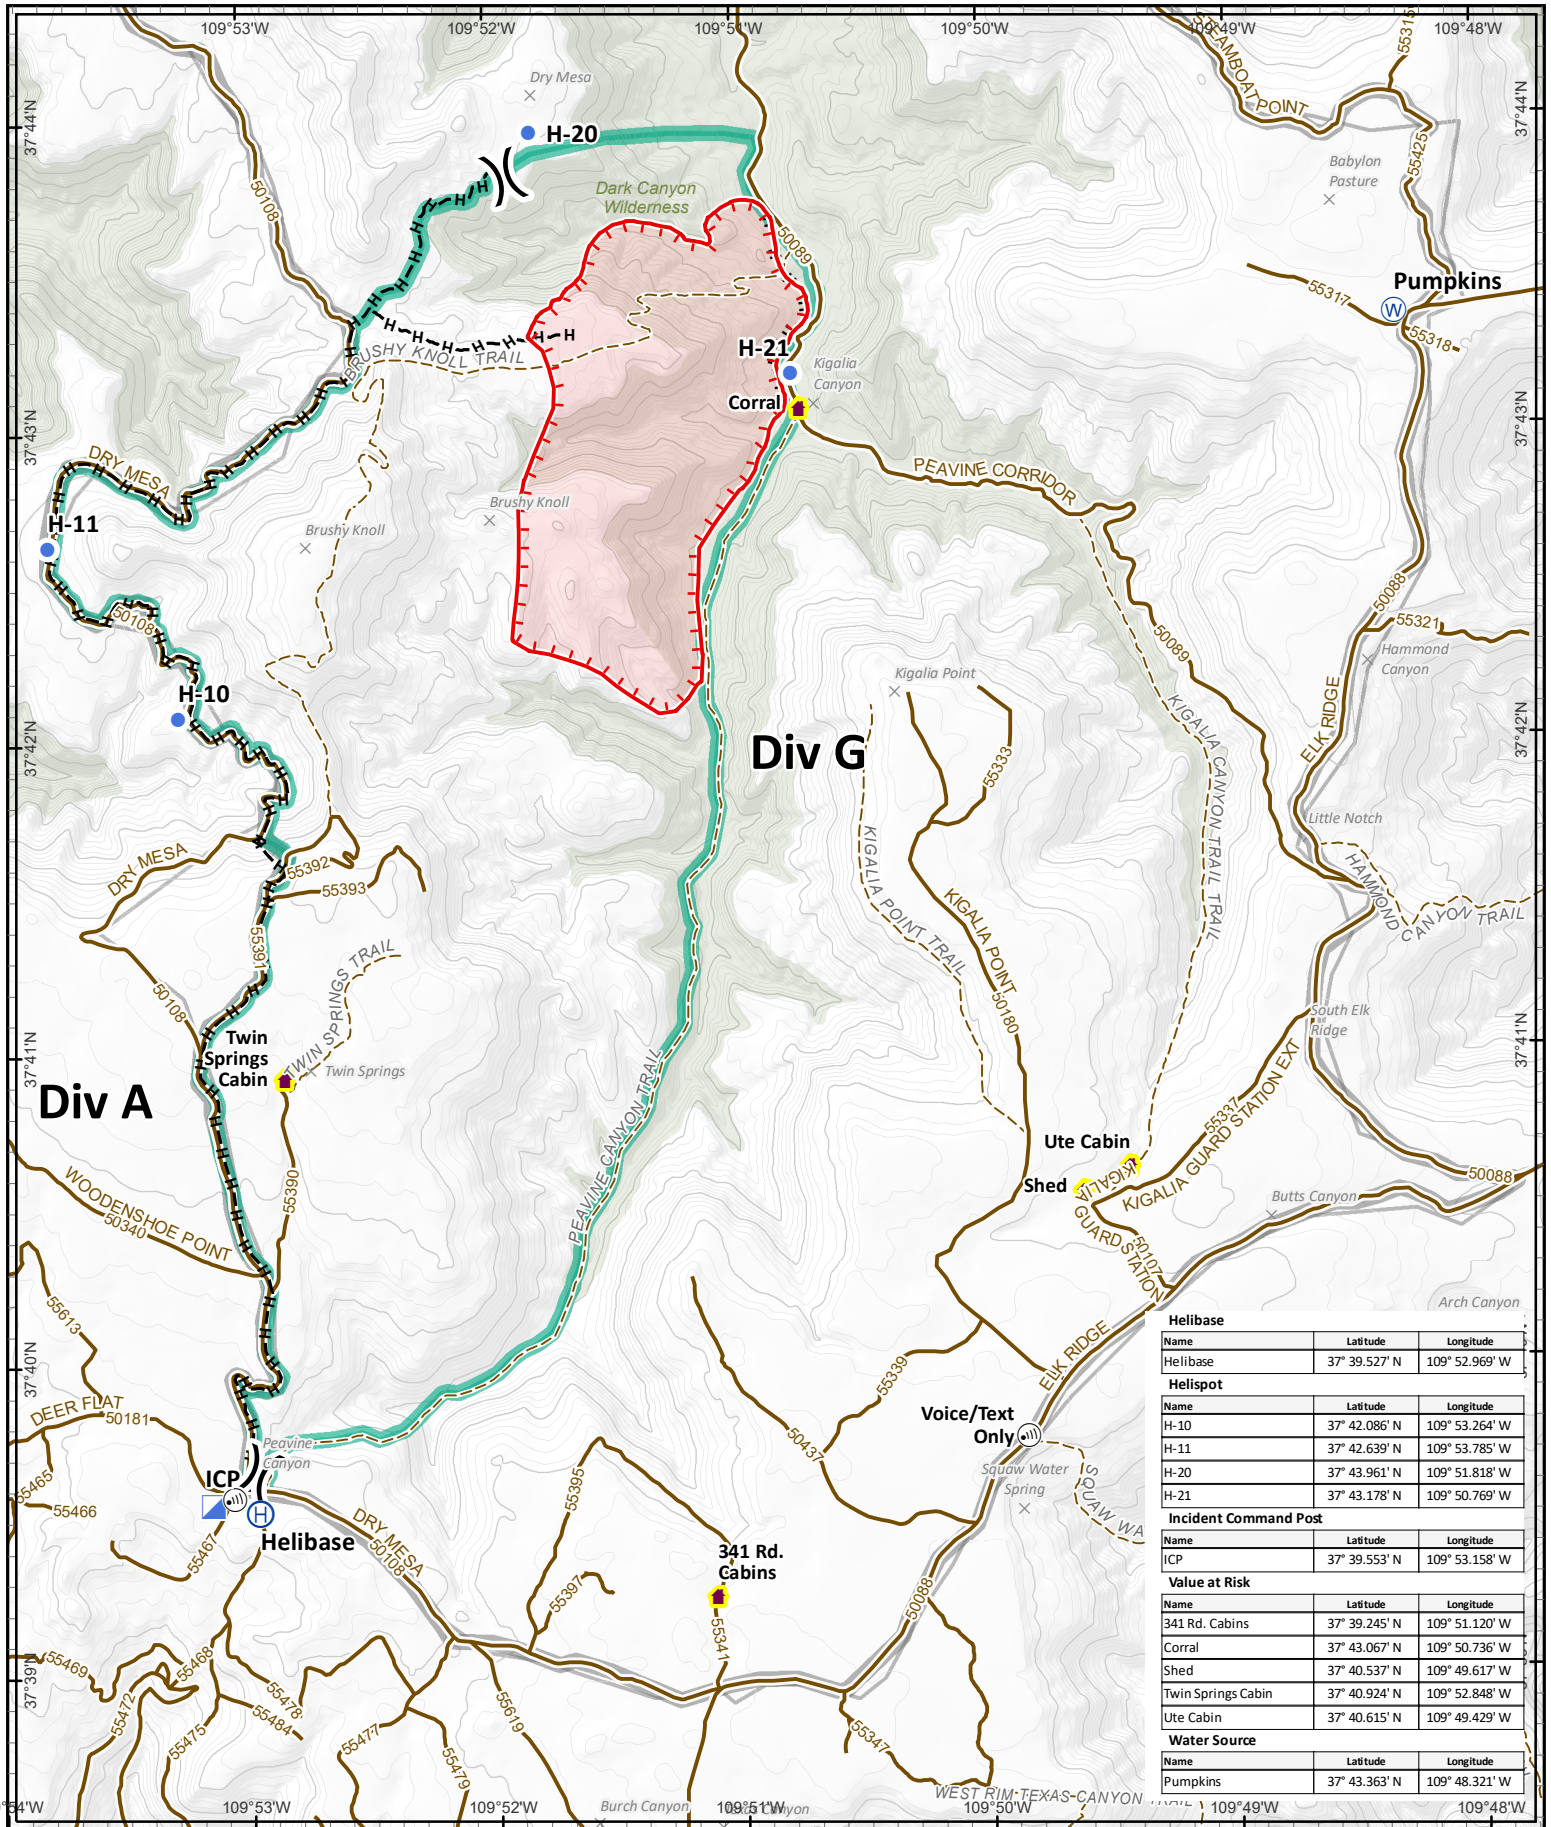 109°53'W
109°52'W
109°51'W
109°50'W
109°49'W
109°48'W
STEAMBOAT POINT
55315
37°44'N
37°44'N
Dry Mesa
H-20
50108
Dark Canyon
Wilderness
50089
Babylon
Pasture
55425
Pumpkins
55317
55318
W
H-21
Kigalia
Canyon
Corral
BRUSHY KNOLL TRAIL
37°43'N
37°43'N
DRY MESA
PEAVINE CORRIDOR
Brushy Knoll
Brushy Knoll
H-11
50108
50088
55321
Hammond
Canyon
50089
H-10
Kigalia Point
37°42'N
37°42'N
Div G
55333
ELK RIDGE
KIGALIA CANYON TRAIL TRAIL
Little Notch
KIGALIA POINT TRAIL
DRY MESA
55392
55393
HAMMOND CANYON TRAIL
KIGALIA POINT
50180
55391
TWIN SPRINGS TRAIL
50108
South Elk
Ridge
Twin
Springs
Cabin
Twin Springs
37°41'N
37°41'N
Div A
PEAVINE CANYON TRAIL
55337
KIGALIA GUARD STATION EXT
Ute Cabin
Shed
KIGALIA GUARD STATION
50107
50088
Butts Canyon
WOODENSHOE POINT
50340
55390
55613
Arch Canyon
37°40'N
ELK RIDGE
55339
DEER FLAT
50181
50437
Voice/Text
Only
Peavine
Canyon
ICP
H
Helibase
Squaw Water
Spring
SQUAW WA
55465
55466
55467
DRY MESA
50108
55395
55397
341 Rd.
Cabins
55341
50088
37°39'N
55469
55468
55472
55478
55484
55475
55477
55479
55619
55347
WEST RIM TEXAS CANYON TRAIL
Burch Canyon
54'W
109°53'W
109°52'W
109°51'W
109°50'W
109°49'W
109°48'W
Helibase
Name Latitude Longitude
Helibase 37° 39.527' N 109° 52.969' W
Helispot
Name Latitude Longitude
H-10 37° 42.086' N 109° 53.264' W
H-11 37° 42.639' N 109° 53.785' W
H-20 37° 43.961' N 109° 51.818' W
H-21 37° 43.178' N 109° 50.769' W
Incident Command Post
Name Latitude Longitude
ICP 37° 39.553' N 109° 53.158' W
Value at Risk
Name Latitude Longitude
341 Rd. Cabins 37° 39.245' N 109° 51.120' W
Corral 37° 43.067' N 109° 50.736' W
Shed 37° 40.537' N 109° 49.617' W
Twin Springs Cabin 37° 40.924' N 109° 52.848' W
Ute Cabin 37° 40.615' N 109° 49.429' W
Water Source
Name Latitude Longitude
Pumpkins 37° 43.363' N 109° 48.321' W